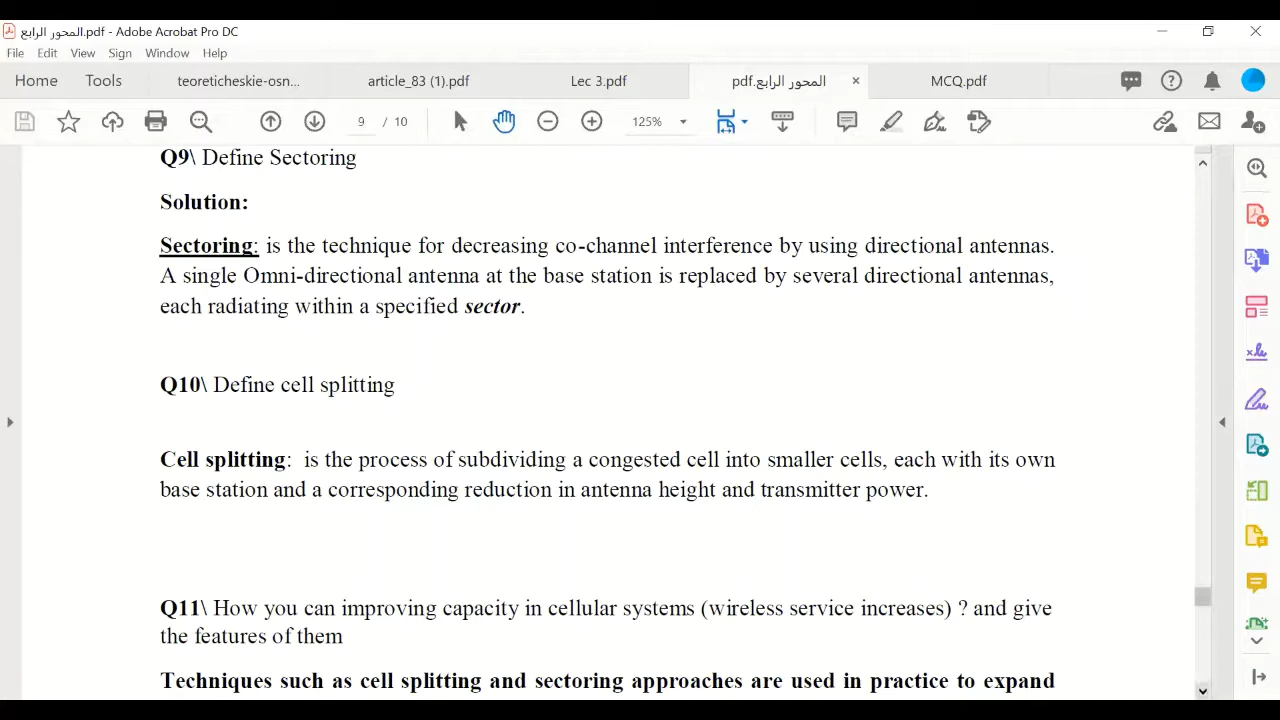 المحور الرابع.pdf - Adobe Acrobat Pro DC
File Edit View Sign Window Help
Home Tools teoreticheskie-osn... article_83 (1).pdf Lec 3.pdf المحور الرابع.pdf × MCQ.pdf
9 / 10 125%
Q9\ Define Sectoring
Solution:
Sectoring: is the technique for decreasing co-channel interference by using directional antennas.
A single Omni-directional antenna at the base station is replaced by several directional antennas,
each radiating within a specified sector.
Q10\ Define cell splitting
Cell splitting:  is the process of subdividing a congested cell into smaller cells, each with its own
base station and a corresponding reduction in antenna height and transmitter power.
Q11\ How you can improving capacity in cellular systems (wireless service increases) ? and give
the features of them
Techniques such as cell splitting and sectoring approaches are used in practice to expand